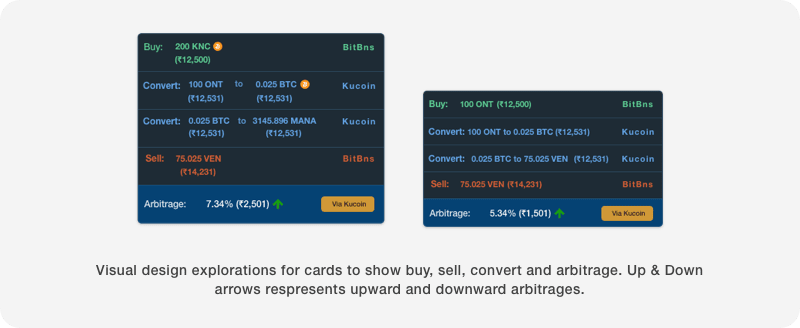 Buy: 200 KNC BitBns
(₹12,500)
Convert: 100 ONT to 0.025 BTC Kucoin
(₹12,531) (₹12,531)
Convert: 0.025 BTC to 3145.896 MANA Kucoin
(₹12,531) (₹12,531)
Sell: 75.025 VEN BitBns
(₹14,231)
Arbitrage: 7.34% (₹2,501) Via Kucoin
Buy: 100 ONT (₹12,500) BitBns
Convert: 100 ONT to 0.025 BTC (₹12,531) Kucoin
Convert: 0.025 BTC to 75.025 VEN (₹12,531) Kucoin
Sell: 75.025 VEN (₹14,231) BitBns
Arbitrage: 5.34% (₹1,501) Via Kucoin
Visual design explorations for cards to show buy, sell, convert and arbitrage. Up & Down
arrows respresents upward and downward arbitrages.